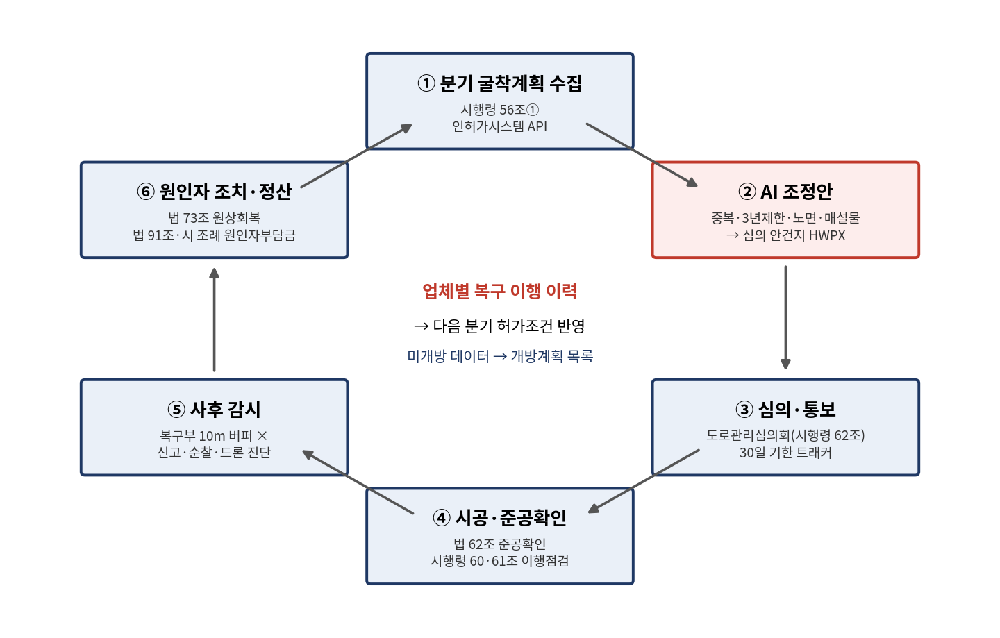 ① 분기 굴착계획 수집
시행령 56조①
인허가시스템 API
② AI 조정안
중복·3년제한·노면·매설물
→ 심의 안건지 HWPX
③ 심의·통보
도로관리심의회(시행령 62조)
30일 기한 트래커
④ 시공·준공확인
법 62조 준공확인
시행령 60·61조 이행점검
⑤ 사후 감시
복구부 10m 버퍼 ×
신고·순찰·드론 진단
⑥ 원인자 조치·정산
법 73조 원상회복
법 91조·시 조례 원인자부담금
업체별 복구 이행 이력
→ 다음 분기 허가조건 반영
미개방 데이터 → 개방계획 목록